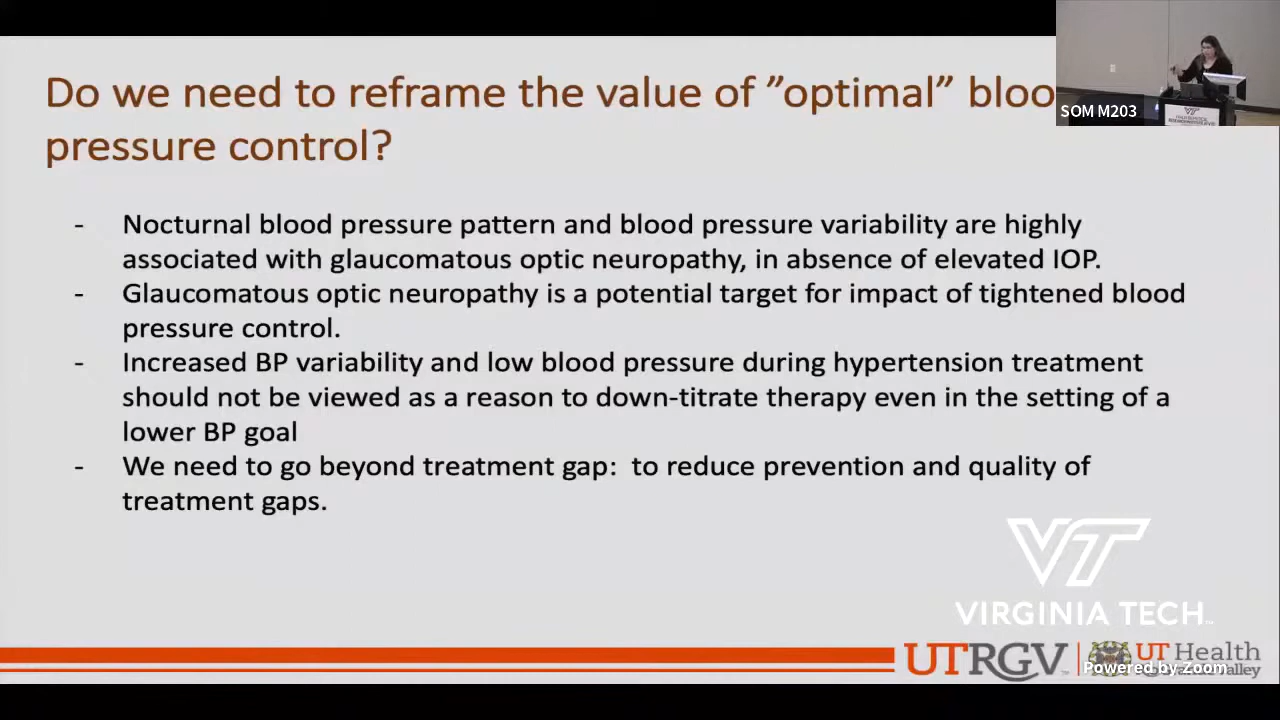 Do we need to reframe the value of ”optimal” bloo
pressure control?
SOM M203
- Nocturnal blood pressure pattern and blood pressure variability are highly
associated with glaucomatous optic neuropathy, in absence of elevated IOP.
- Glaucomatous optic neuropathy is a potential target for impact of tightened blood
pressure control.
- Increased BP variability and low blood pressure during hypertension treatment
should not be viewed as a reason to down-titrate therapy even in the setting of a
lower BP goal
- We need to go beyond treatment gap: to reduce prevention and quality of
treatment gaps.
VT
VIRGINIA TECH
UTRGV
UT Health
Powered by Zoom
Valley